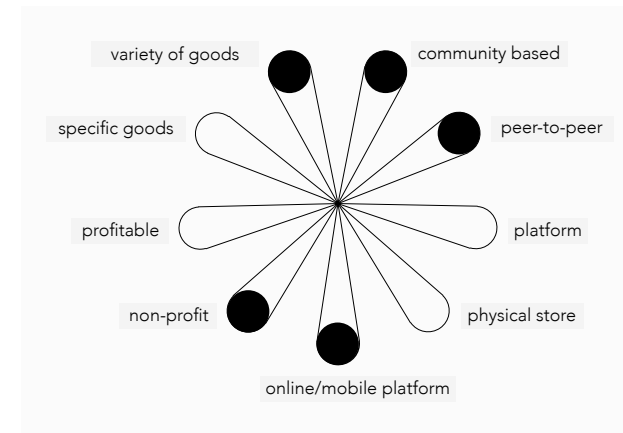 variety of goods
community based
specific goods
peer-to-peer
profitable
platform
non-profit
physical store
online/mobile platform